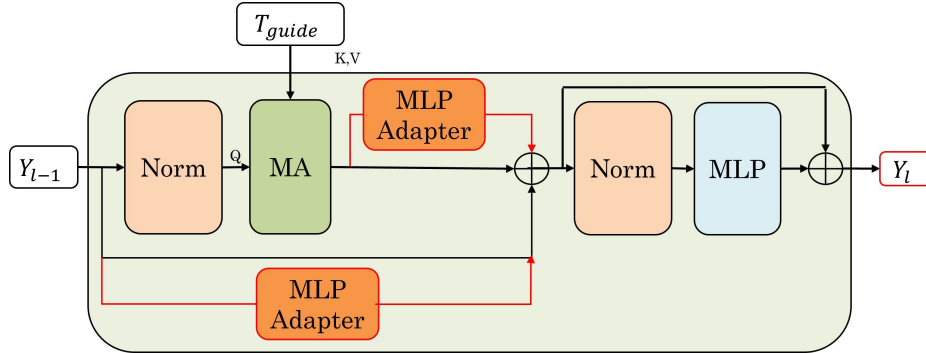 T_guide
K,V
MLP
Adapter
Y_{l-1}
Norm
Q
MA
Norm
MLP
Y_l
MLP
Adapter